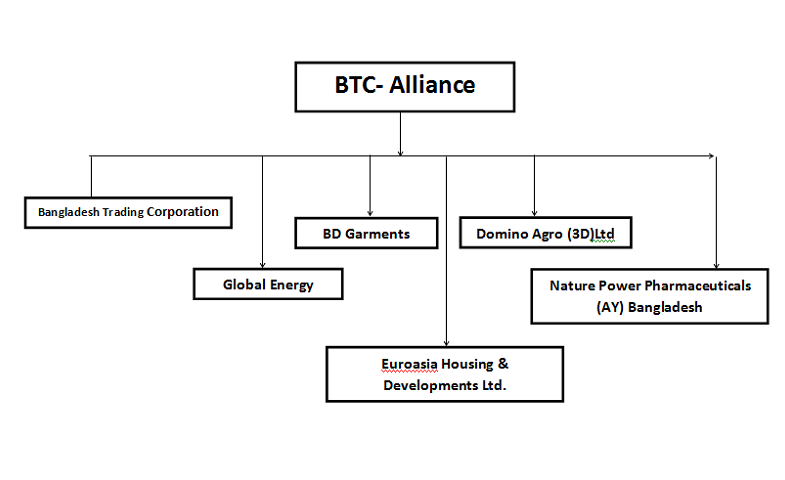 BTC- Alliance
Bangladesh Trading Corporation
BD Garments
Domino Agro (3D)Ltd
Global Energy
Nature Power Pharmaceuticals
(AY) Bangladesh
Euroasia Housing &
Developments Ltd.